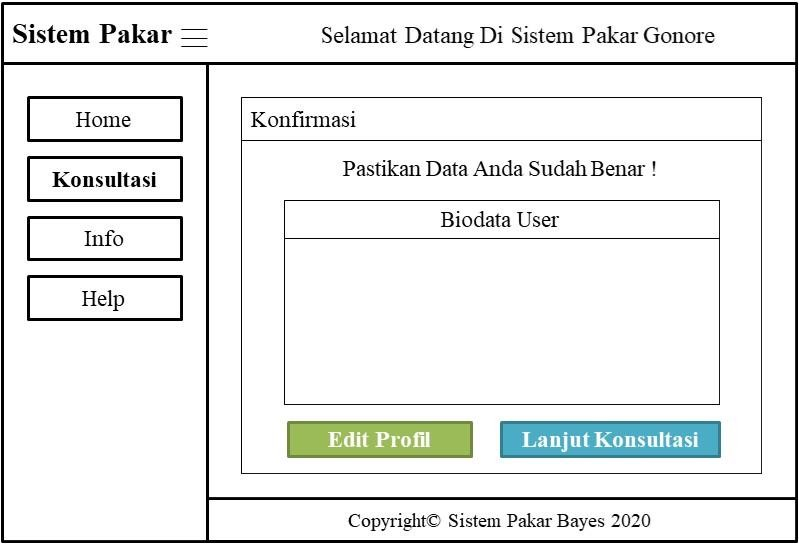 Sistem Pakar
Selamat Datang Di Sistem Pakar Gonore
Home
Konsultasi
Info
Help
Konfirmasi
Pastikan Data Anda Sudah Benar !
Biodata User
Edit Profil
Lanjut Konsultasi
Copyright© Sistem Pakar Bayes 2020